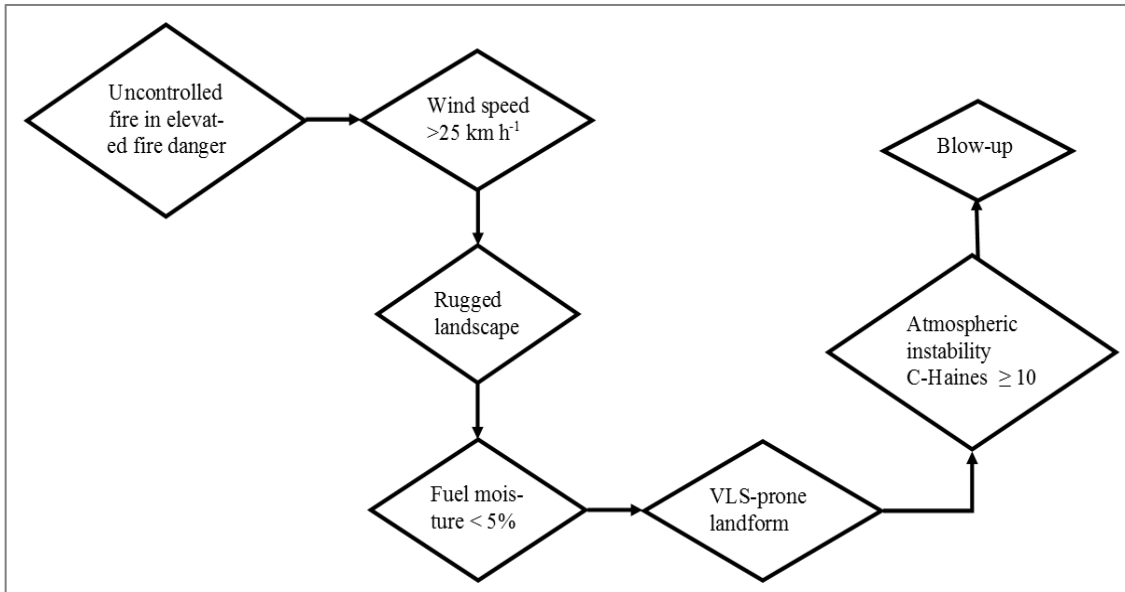 Uncontrolled
fire in elevat-
ed fire danger
Wind speed
>25 km h⁻¹
Rugged
landscape
Fuel mois-
ture < 5%
VLS-prone
landform
Atmospheric
instability
C-Haines ≥ 10
Blow-up